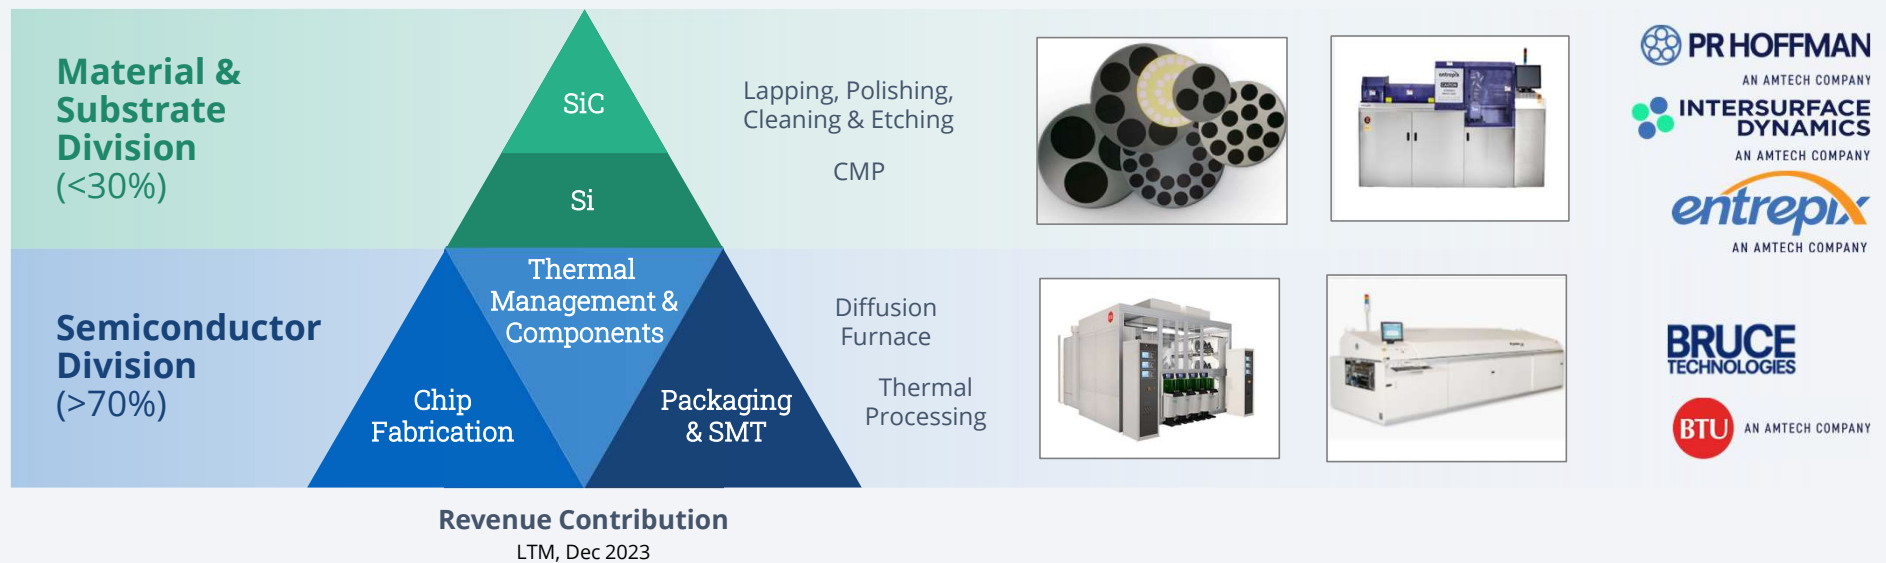 Material &
Substrate
Division
(<30%)
SiC
Si
Lapping, Polishing,
Cleaning & Etching
CMP
entrepix
PR HOFFMAN
AN AMTECH COMPANY
INTERSURFACE
DYNAMICS
AN AMTECH COMPANY
entrepix
AN AMTECH COMPANY
Semiconductor
Division
(>70%)
Thermal
Management &
Components
Chip
Fabrication
Packaging
& SMT
Diffusion
Furnace
Thermal
Processing
BRUCE
TECHNOLOGIES
BTU
AN AMTECH COMPANY
Revenue Contribution
LTM, Dec 2023